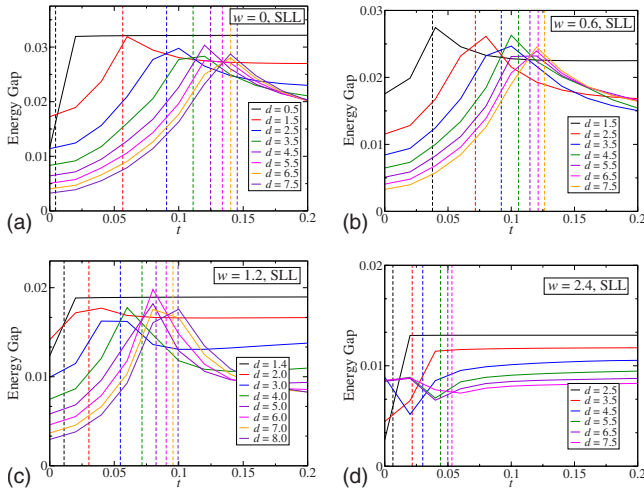 w = 0, SLL
Energy Gap
0.03
0.02
0.01
0
0
0.05
0.1
0.15
0.2
t
d = 0.5
d = 1.5
d = 2.5
d = 3.5
d = 4.5
d = 5.5
d = 6.5
d = 7.5
(a)
w = 0.6, SLL
Energy Gap
0.03
0.02
0.01
0
0
0.05
0.1
0.15
0.2
t
d = 1.5
d = 2.5
d = 3.5
d = 4.5
d = 5.5
d = 6.5
d = 7.5
(b)
w = 1.2, SLL
Energy Gap
0.02
0.01
0
0
0.05
0.1
0.15
0.2
t
d = 1.4
d = 2.0
d = 3.0
d = 4.0
d = 5.0
d = 6.0
d = 7.0
d = 8.0
(c)
w = 2.4, SLL
Energy Gap
0.02
0.01
0
0
0.05
0.1
0.15
0.2
t
d = 2.5
d = 3.5
d = 4.5
d = 5.5
d = 6.5
d = 7.5
(d)